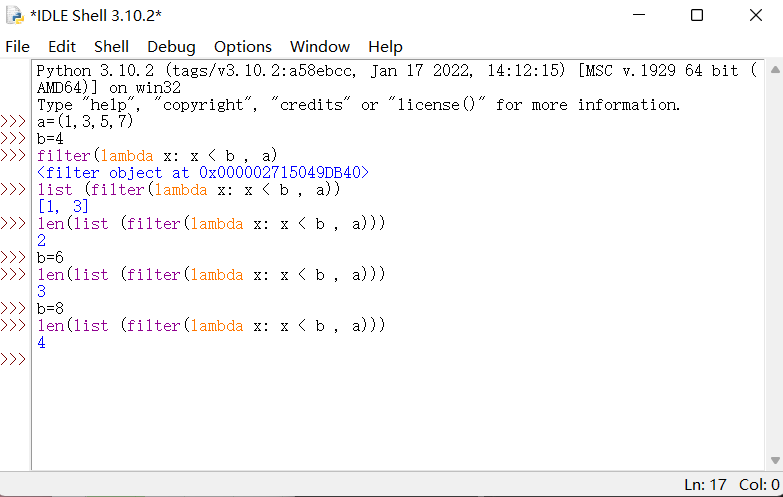 *IDLE Shell 3.10.2*
File Edit Shell Debug Options Window Help
Python 3.10.2 (tags/v3.10.2:a58ebcc, Jan 17 2022, 14:12:15) [MSC v.1929 64 bit (
AMD64)] on win32
Type "help", "copyright", "credits" or "license()" for more information.
>>> a=(1,3,5,7)
>>> b=4
>>> filter(lambda x: x < b , a)
<filter object at 0x000002715049DB40>
>>> list (filter(lambda x: x < b , a))
[1, 3]
>>> len(list (filter(lambda x: x < b , a)))
2
>>> b=6
>>> len(list (filter(lambda x: x < b , a)))
3
>>> b=8
>>> len(list (filter(lambda x: x < b , a)))
4
>>>
Ln: 17 Col: 0